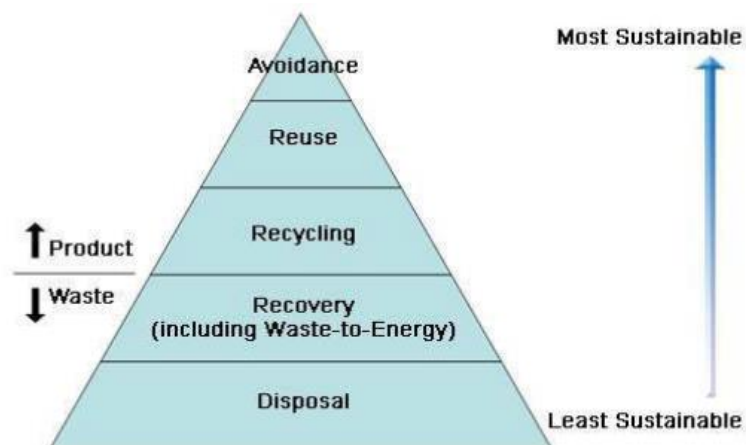 Most Sustainable
Avoidance
Reuse
Recycling
Product
Waste
Recovery
(including Waste-to-Energy)
Disposal
Least Sustainable